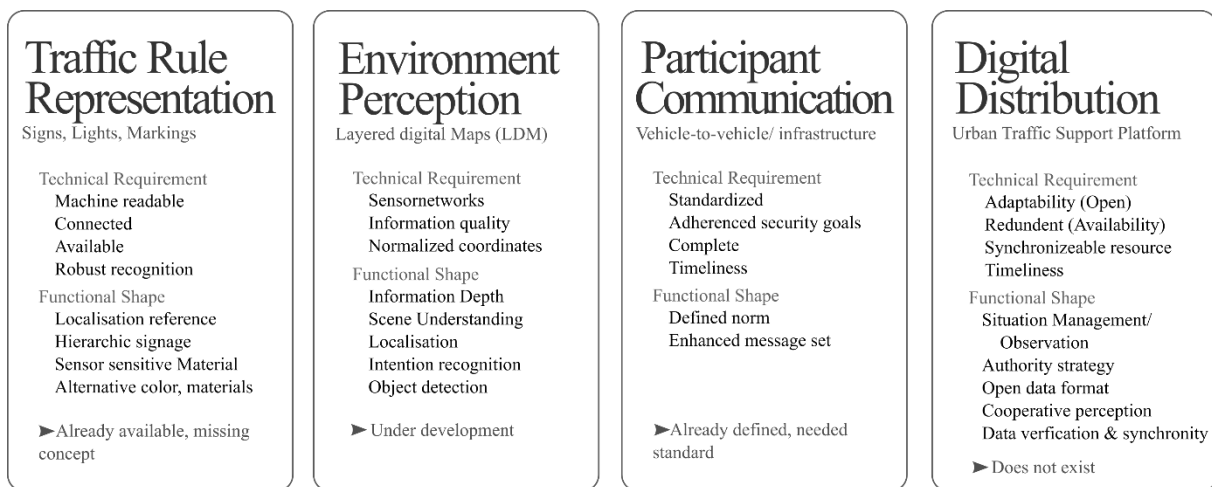 Traffic Rule
Representation
Signs, Lights, Markings
Technical Requirement
Machine readable
Connected
Available
Robust recognition
Functional Shape
Localisation reference
Hierarchic signage
Sensor sensitive Material
Alternative color, materials
➤Already available, missing
concept
Environment
Perception
Layered digital Maps (LDM)
Technical Requirement
Sensornetworks
Information quality
Normalized coordinates
Functional Shape
Information Depth
Scene Understanding
Localisation
Intention recognition
Object detection
➤ Under development
Participant
Communication
Vehicle-to-vehicle/ infrastructure
Technical Requirement
Standardized
Adherenced security goals
Complete
Timeliness
Functional Shape
Defined norm
Enhanced message set
➤Already defined, needed
standard
Digital
Distribution
Urban Traffic Support Platform
Technical Requirement
Adaptability (Open)
Redundent (Availability)
Synchronizeable resource
Timeliness
Functional Shape
Situation Management/
Observation
Authority strategy
Open data format
Cooperative perception
Data verfication & synchronity
➤ Does not exist